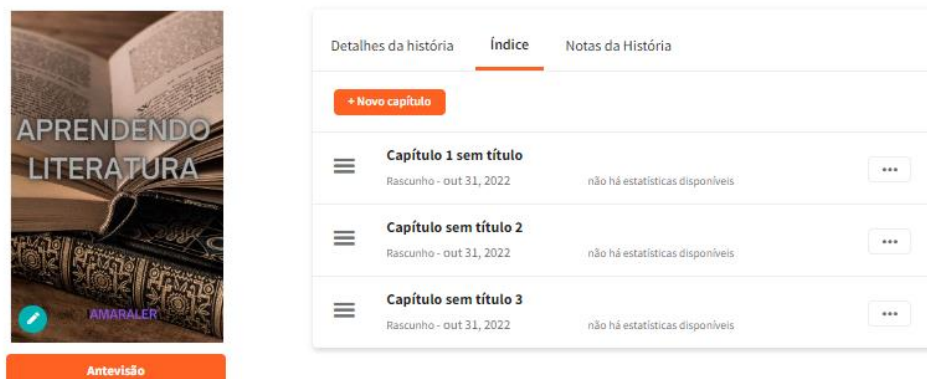 APRENDENDO
LITERATURA
AMARALER
Antevisão
Detalhes da história
Índice
Notas da História
+ Novo capítulo
Capítulo 1 sem título
Rascunho - out 31, 2022
não há estatísticas disponíveis
Capítulo sem título 2
Rascunho - out 31, 2022
não há estatísticas disponíveis
Capítulo sem título 3
Rascunho - out 31, 2022
não há estatísticas disponíveis